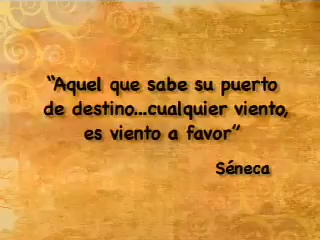 “Aquel que sabe su puerto
de destino...cualquier viento,
es viento a favor”
Séneca